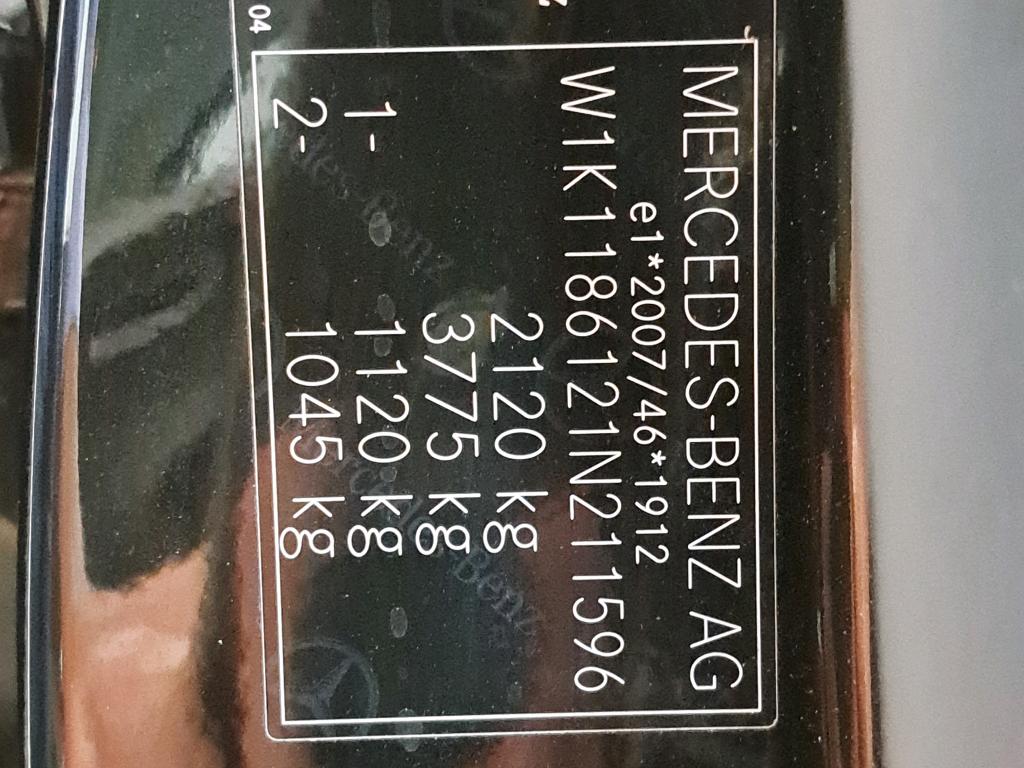 MERCEDES-BENZ AG
e1*2007/46*1912
W1K1186121N211596
2120 kg
3775 kg
1- 1120 kg
2- 1045 kg
04